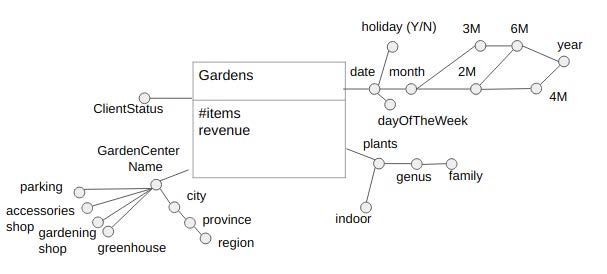 holiday (Y/N)
3M
6M
year
Gardens
date
month
2M
4M
ClientStatus
#items
revenue
dayOfTheWeek
plants
GardenCenter
Name
genus
family
parking
city
accessories
shop
gardening
shop
province
indoor
greenhouse
region